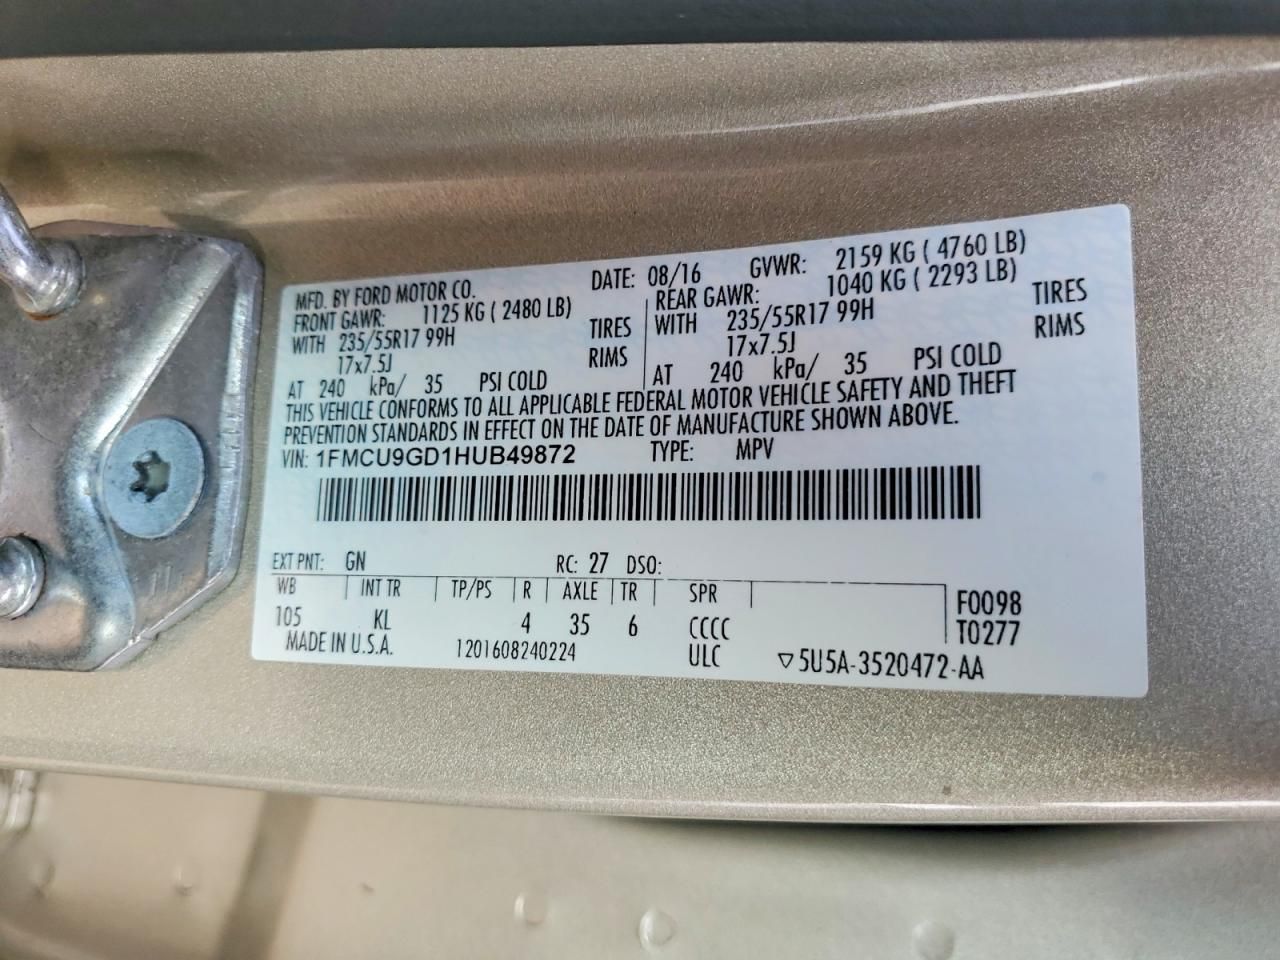 MFD. BY FORD MOTOR CO. DATE: 08/16 GVWR: 2159 KG ( 4760 LB)
FRONT GAWR: 1125 KG ( 2480 LB) REAR GAWR: 1040 KG ( 2293 LB)
WITH 235/55R17 99H TIRES WITH 235/55R17 99H TIRES
17x7.5J RIMS 17x7.5J RIMS
AT 240 kPa/ 35 PSI COLD AT 240 kPa/ 35 PSI COLD
THIS VEHICLE CONFORMS TO ALL APPLICABLE FEDERAL MOTOR VEHICLE SAFETY AND THEFT
PREVENTION STANDARDS IN EFFECT ON THE DATE OF MANUFACTURE SHOWN ABOVE.
VIN: 1FMCU9GD1HUB49872 TYPE: MPV
EXT PNT: GN RC: 27 DSO:
WB INT TR TP/PS R AXLE TR SPR F0098
105 KL 4 35 6 CCCC T0277
MADE IN U.S.A. 1201608240224 ULC ▽5U5A-3520472-AA